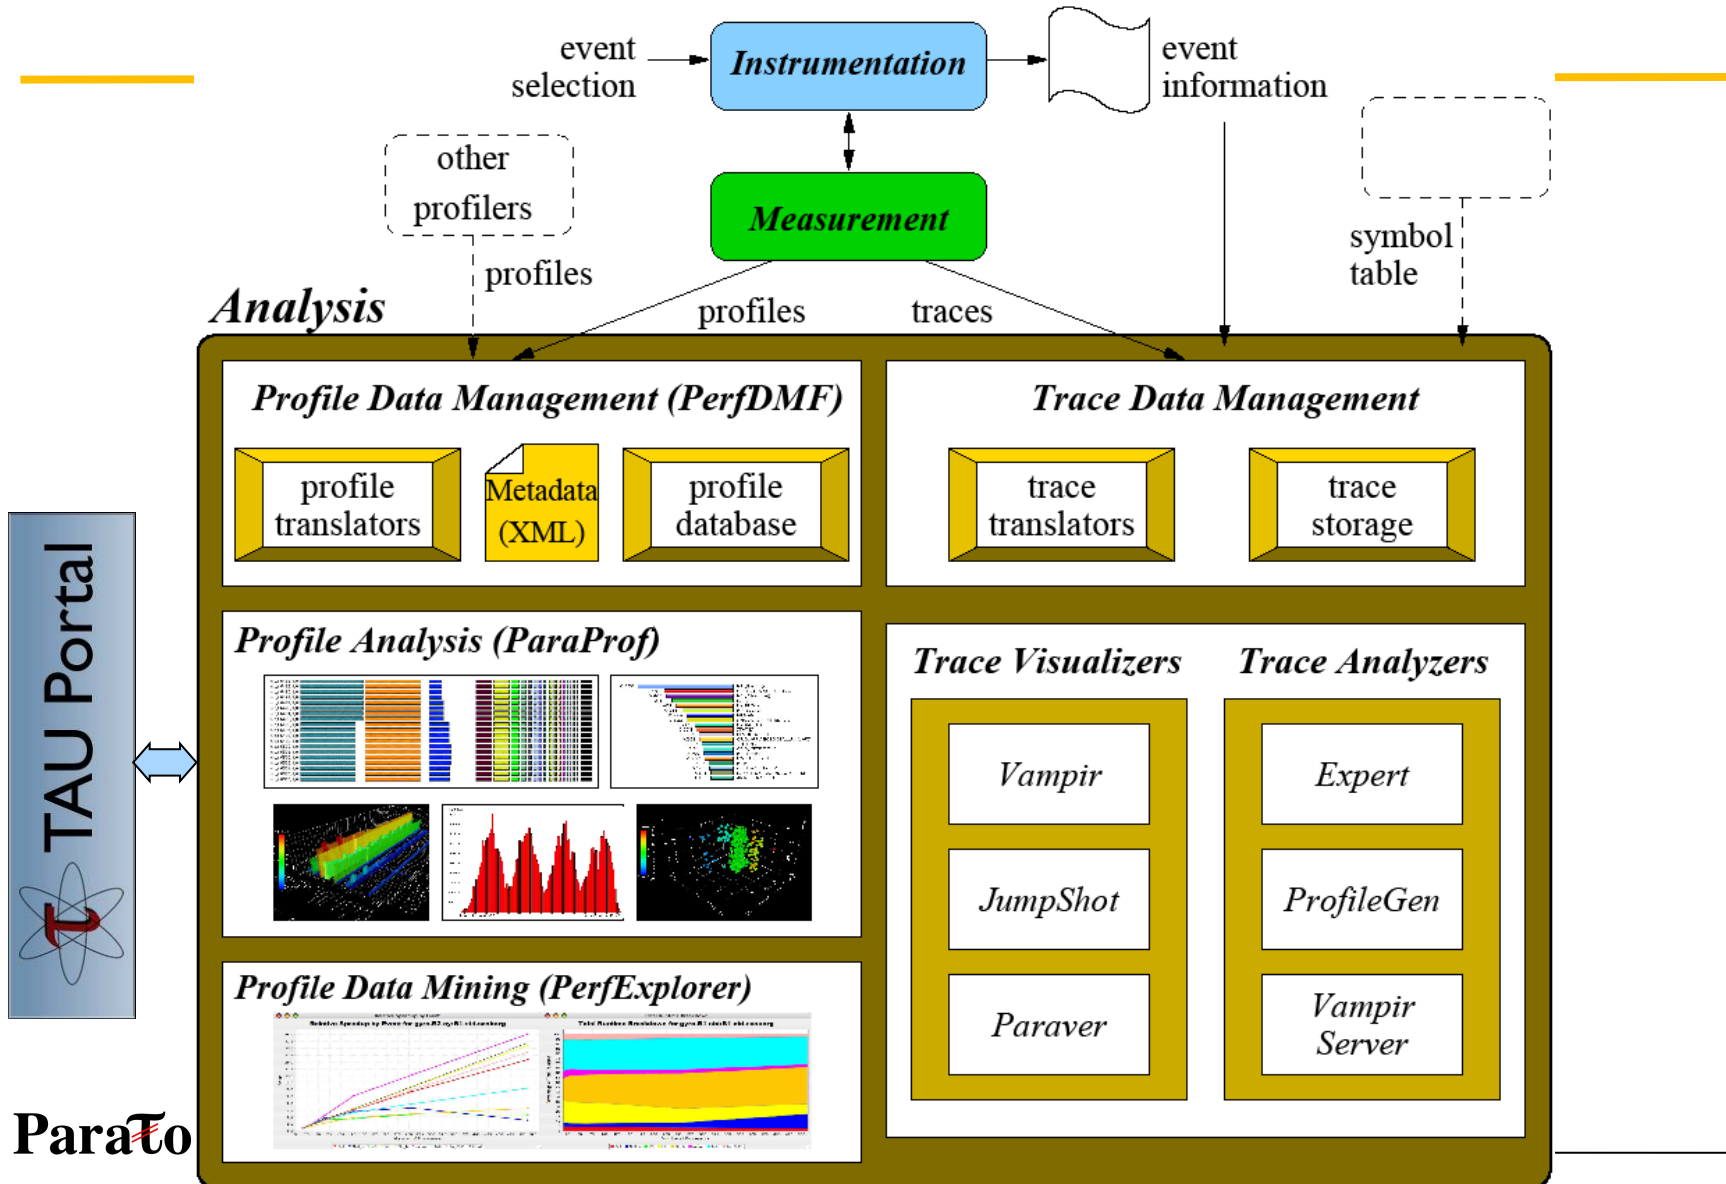 event
selection
Instrumentation
event
information
other
profilers
Measurement
profiles
symbol
table
Analysis
profiles
traces
Profile Data Management (PerfDMF)
Trace Data Management
profile
translators
Metadata
(XML)
profile
database
trace
translators
trace
storage
TAU Portal
Profile Analysis (ParaProf)
Trace Visualizers
Trace Analyzers
Vampir
Expert
JumpShot
ProfileGen
Profile Data Mining (PerfExplorer)
Paraver
Vampir
Server